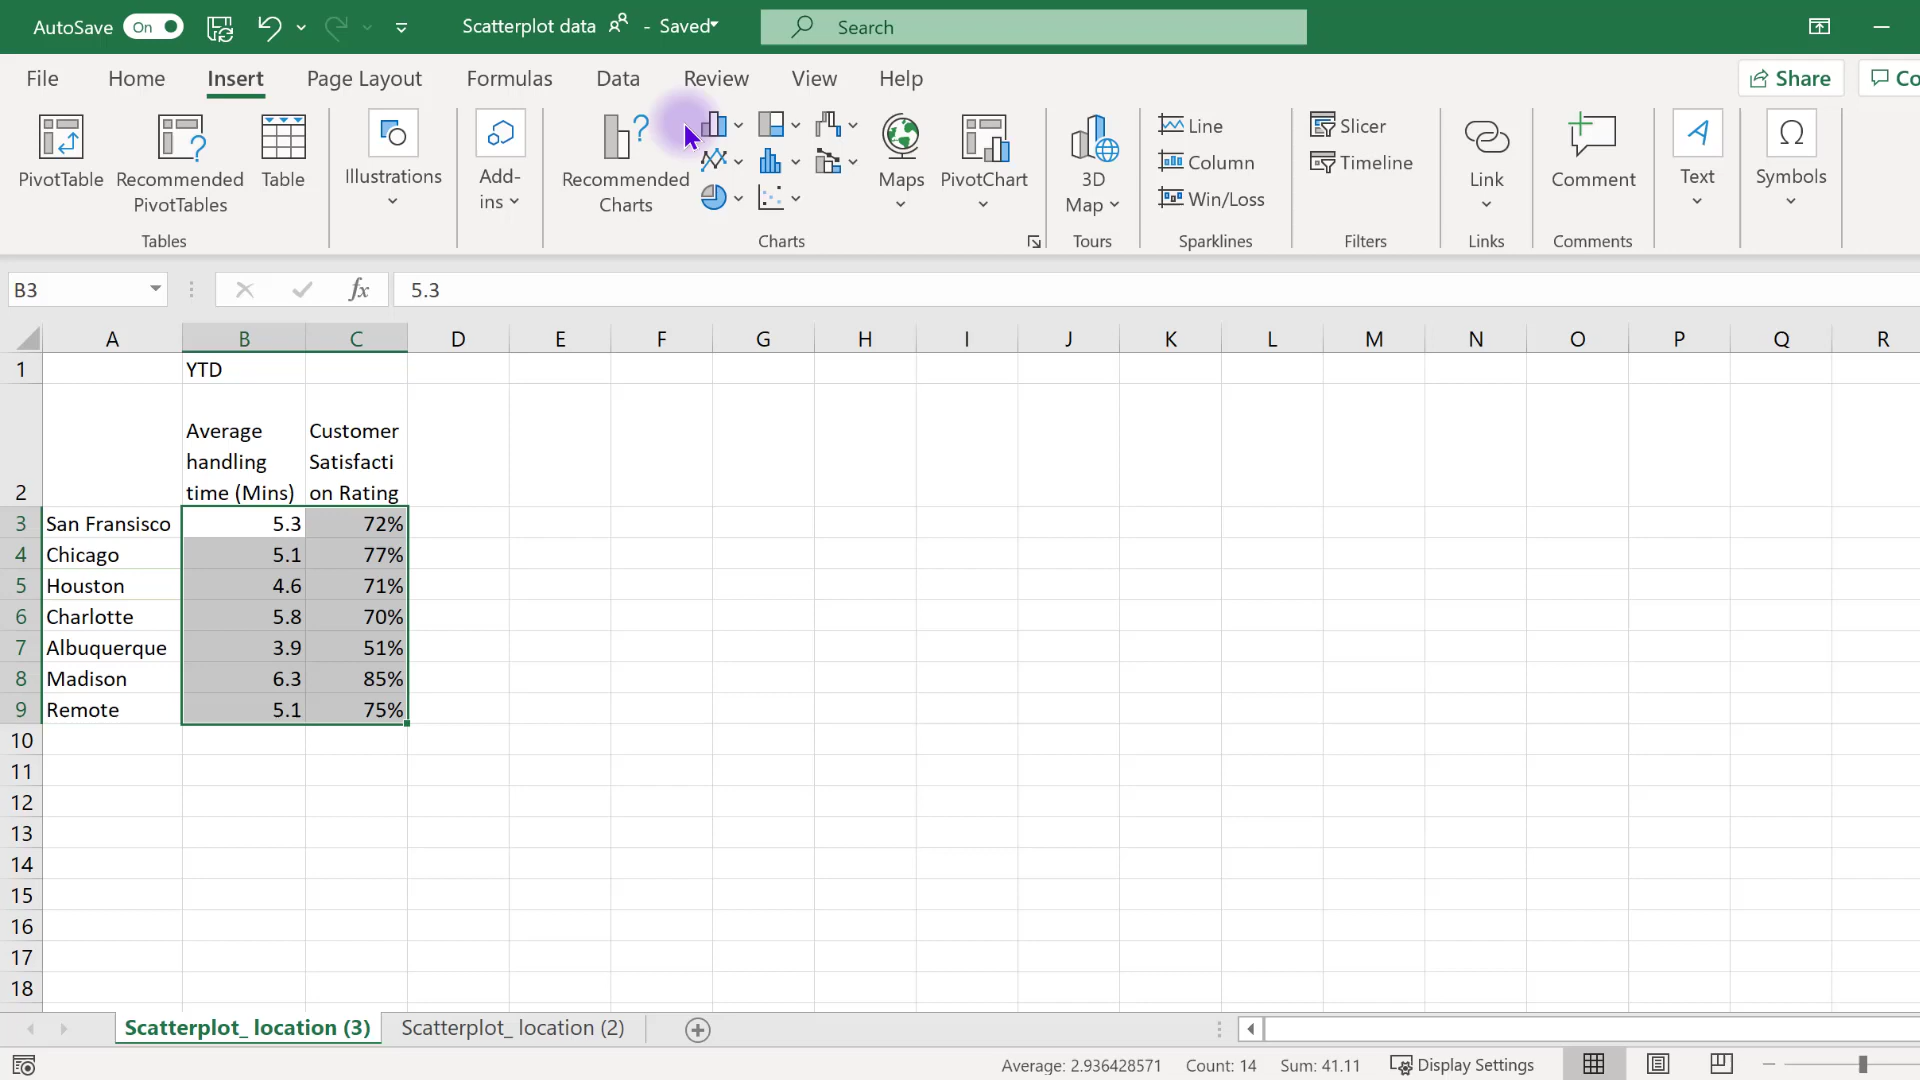 AutoSave On Scatterplot data - Saved Search
File Home Insert Page Layout Formulas Data Review View Help Share Co
PivotTable Recommended PivotTables Table Illustrations Add-ins Recommended Charts Maps PivotChart 3D Map Line Column Win/Loss Slicer Timeline Link Comment Text Symbols
Tables Charts Tours Sparklines Filters Links Comments
B3 fx 5.3
A B C D E F G H I J K L M N O P Q R
1 YTD
Average Customer
handling Satisfacti
2 time (Mins) on Rating
3 San Fransisco 5.3 72%
4 Chicago 5.1 77%
5 Houston 4.6 71%
6 Charlotte 5.8 70%
7 Albuquerque 3.9 51%
8 Madison 6.3 85%
9 Remote 5.1 75%
10
11
12
13
14
15
16
17
18
Scatterplot_ location (3) Scatterplot_ location (2)
Average: 2.936428571 Count: 14 Sum: 41.11 Display Settings